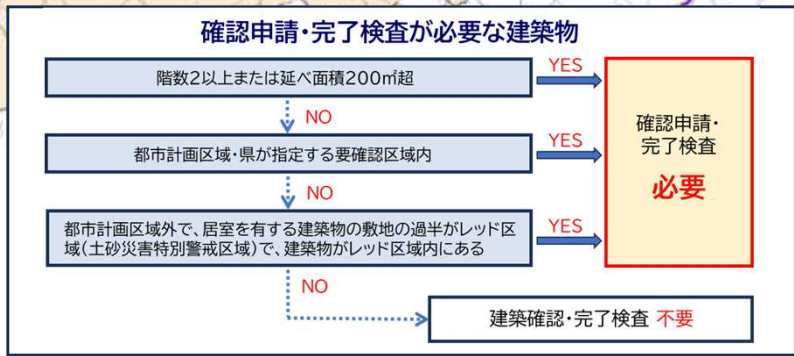 確認申請・完了検査が必要な建築物
階数2以上または延べ面積200㎡超
YES
NO
都市計画区域・県が指定する要確認区域内
YES
NO
都市計画区域外で、居室を有する建築物の敷地の過半がレッド区
域(土砂災害特別警戒区域)で、建築物がレッド区域内にある
YES
NO
確認申請・
完了検査
必要
建築確認・完了検査 不要